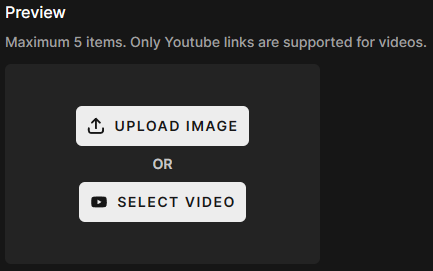 Preview
Maximum 5 items. Only Youtube links are supported for videos.
UPLOAD IMAGE
OR
SELECT VIDEO